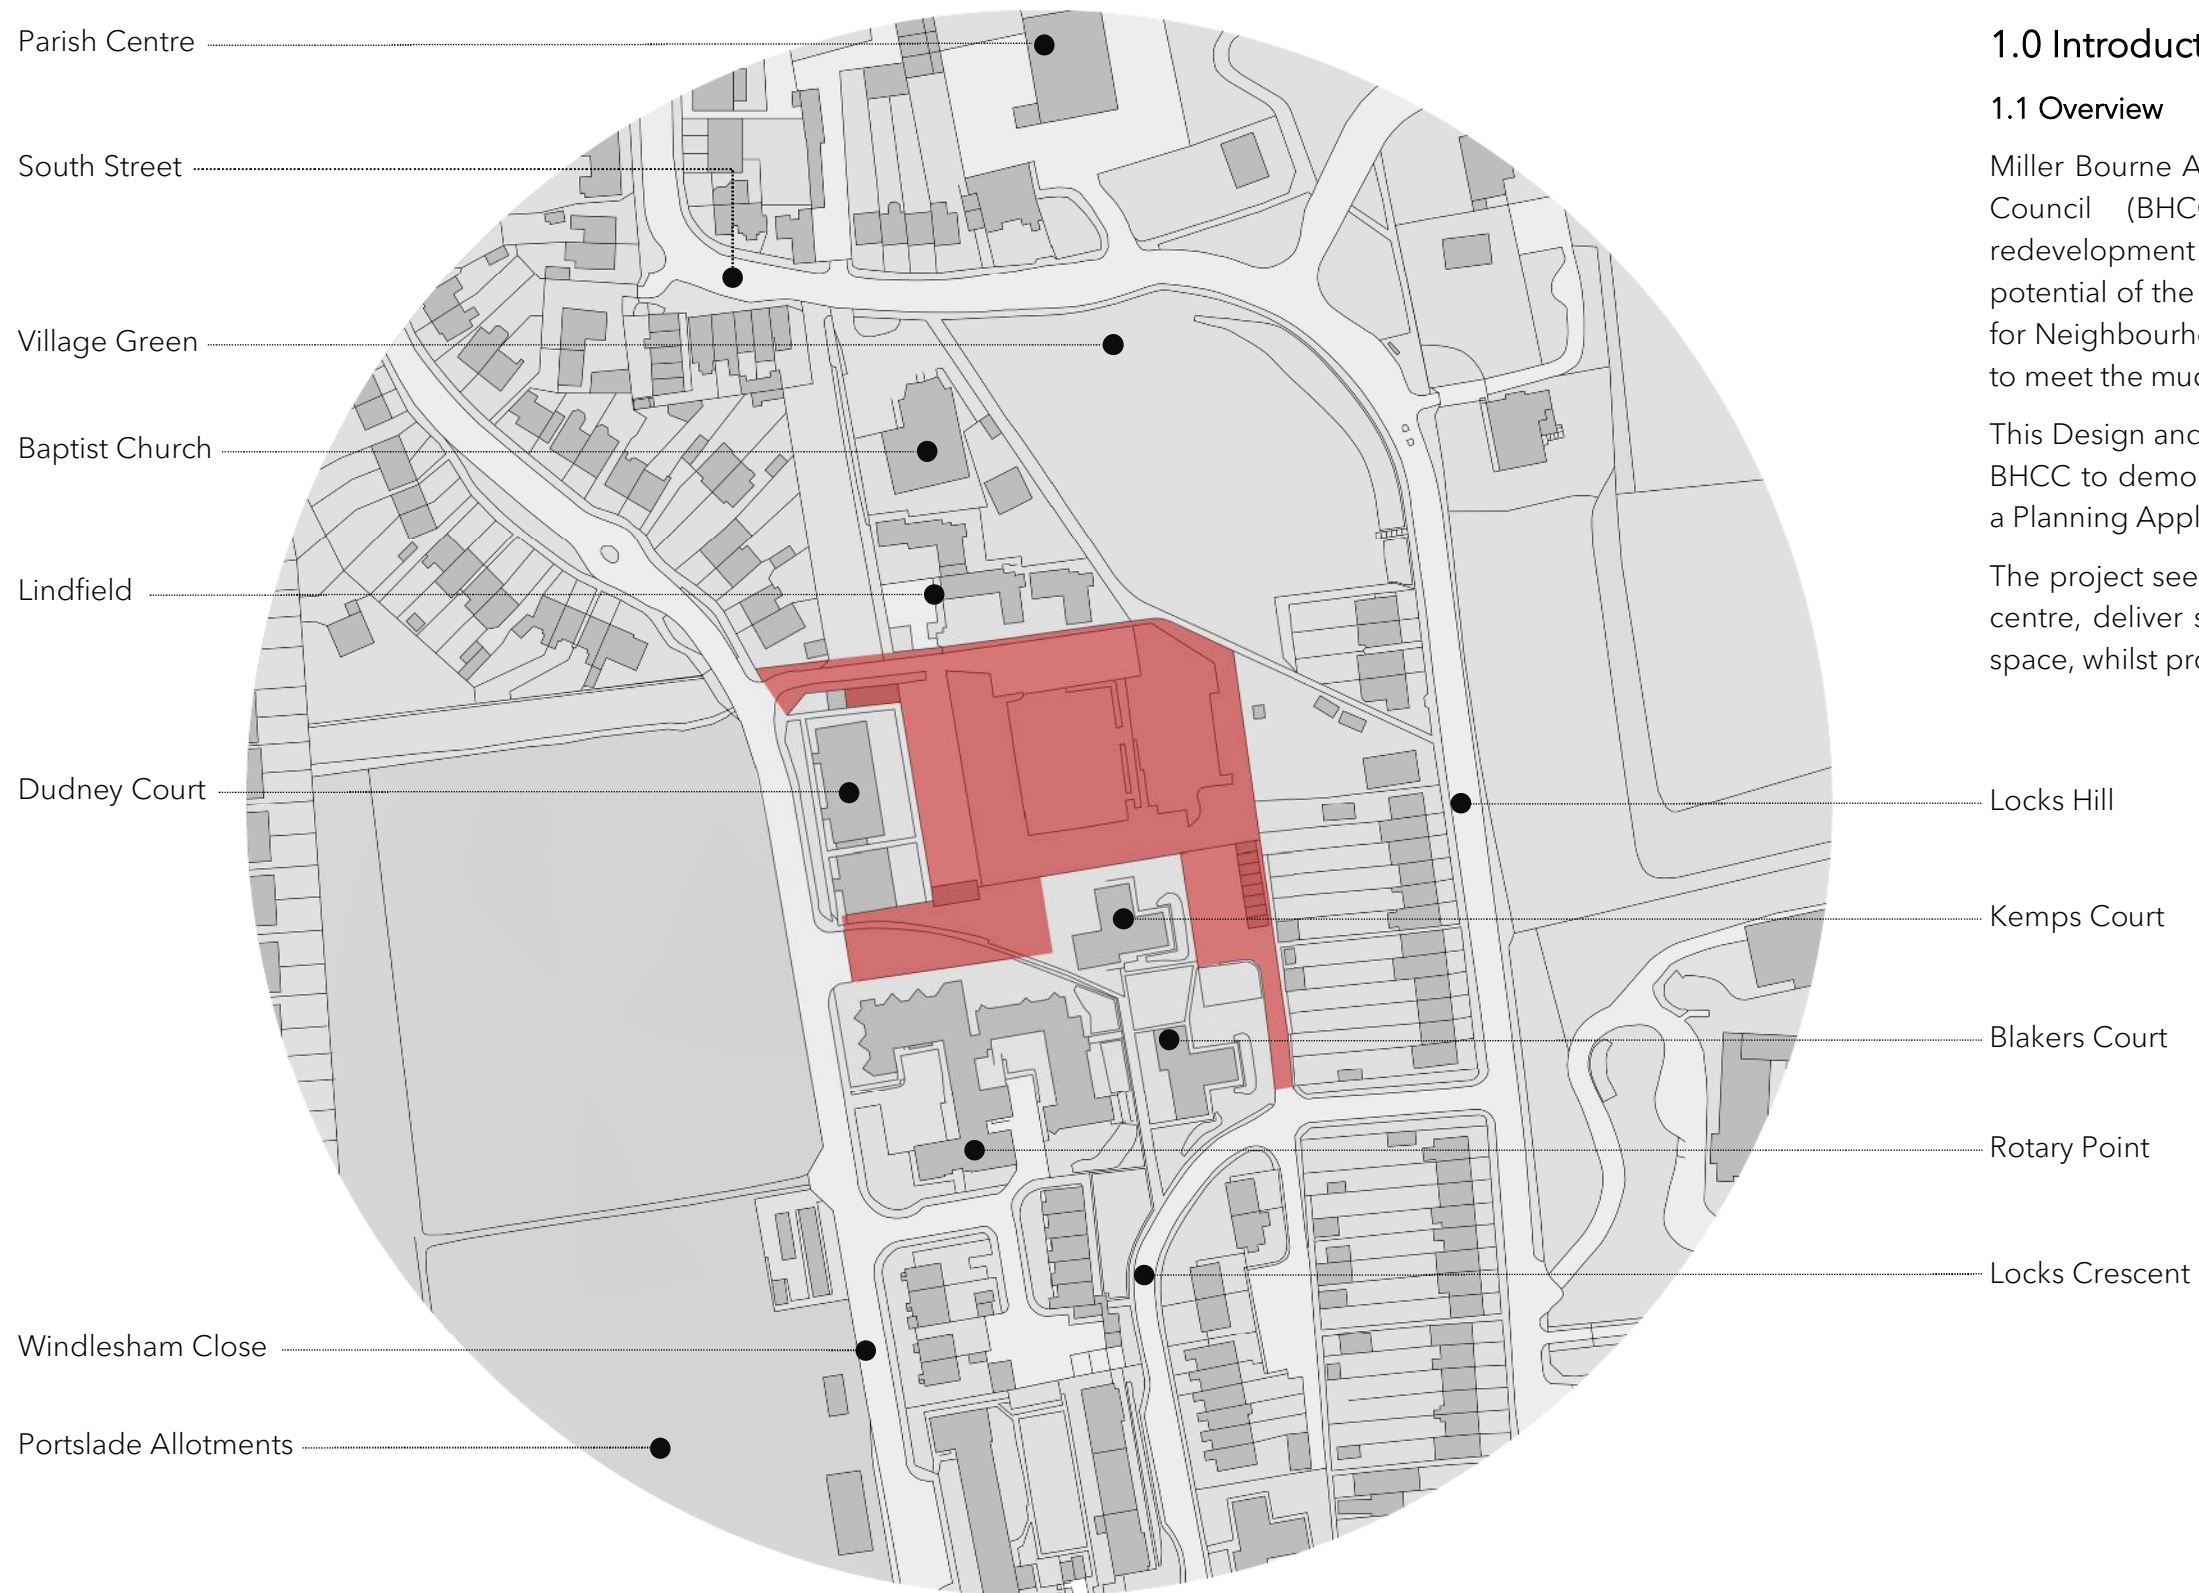 Parish Centre
South Street
Village Green
Baptist Church
Lindfield
Dudney Court
Windlesham Close
Portslade Allotments
Locks Hill
Kemps Court
Blakers Court
Rotary Point
Locks Crescent
1.0 Introduct
1.1 Overview
Miller Bourne A
Council (BHC
redevelopment
potential of the
for Neighbourh
to meet the muc
This Design and
BHCC to demo
a Planning Appl
The project see
centre, deliver s
space, whilst pro